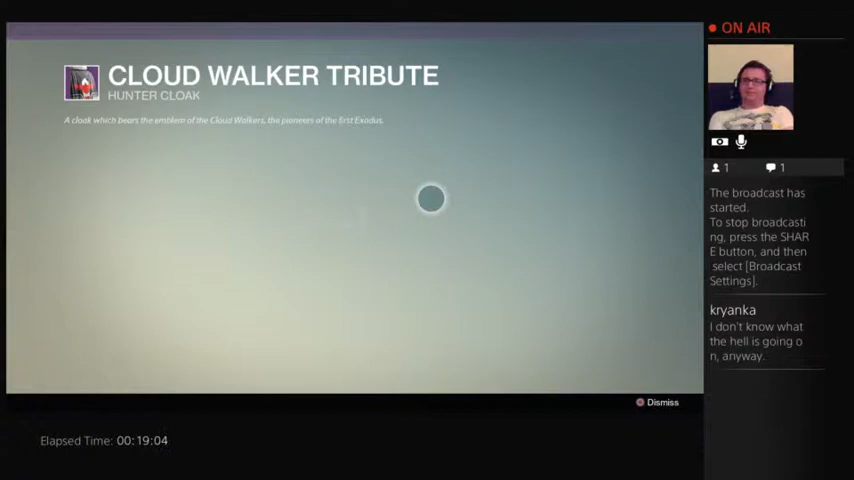 ON AIR
CLOUD WALKER TRIBUTE
HUNTER CLOAK
A cloak which bears the emblem of the Cloud Walkers, the pioneers of the first Exodus.
1 1
The broadcast has
started.
To stop broadcasti
ng, press the SHAR
E button, and then
select [Broadcast
Settings].
kryanka
I don't know what
the hell is going o
n, anyway.
Dismiss
Elapsed Time: 00:19:04